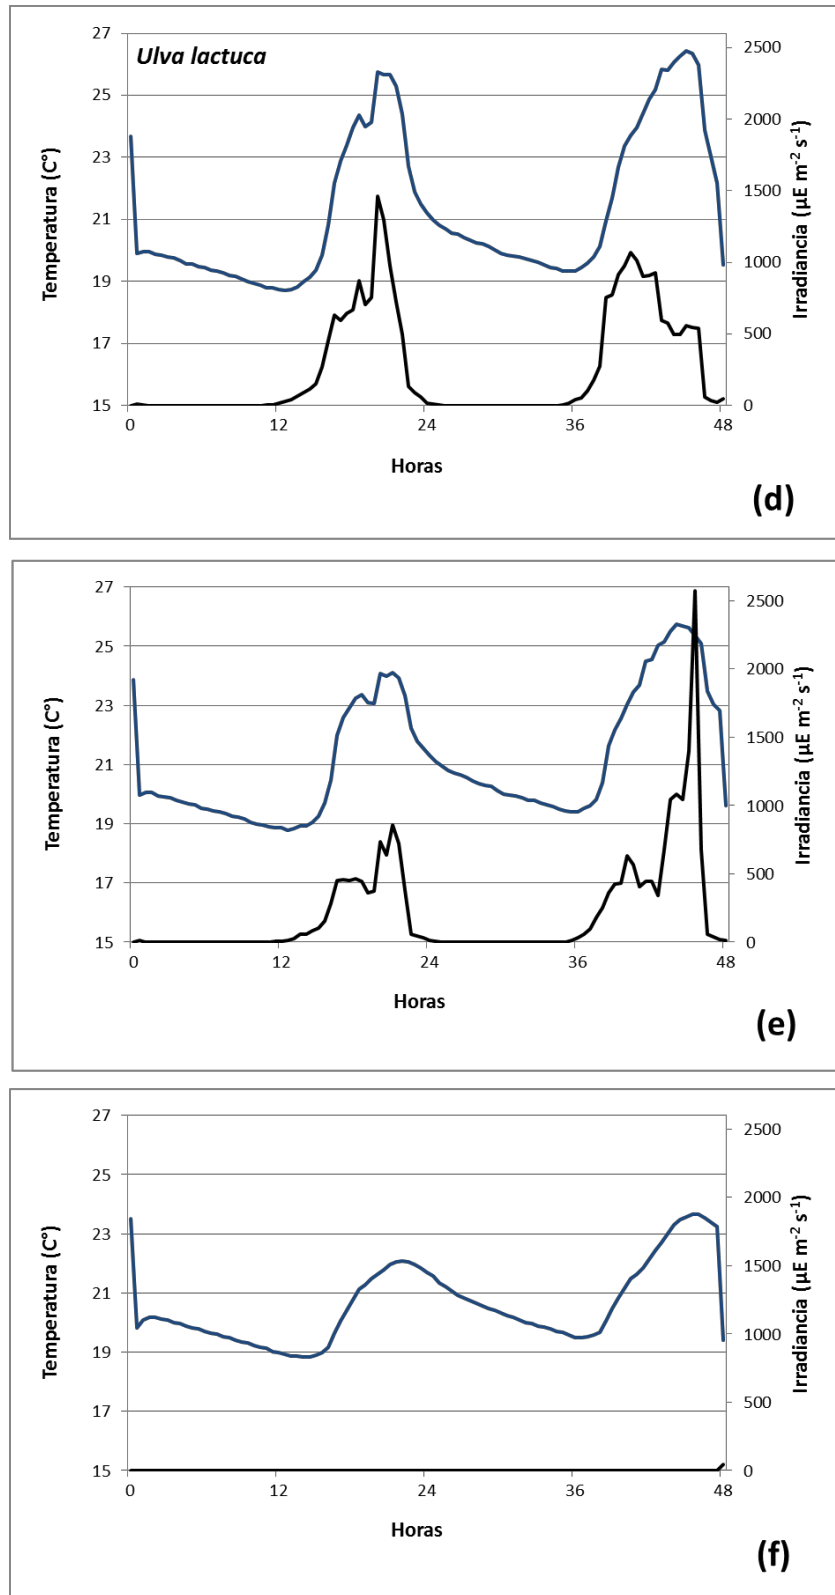 Ulva lactuca
27
25
23
21
19
17
15
Temperatura (C°)
2500
2000
1500
1000
500
0
Irradiancia (µE m⁻² s⁻¹)
0 12 24 36 48
Horas
(d)
27
25
23
21
19
17
15
Temperatura (C°)
2500
2000
1500
1000
500
0
Irradiancia (µE m⁻² s⁻¹)
0 12 24 36 48
Horas
(e)
27
25
23
21
19
17
15
Temperatura (C°)
2500
2000
1500
1000
500
0
Irradiancia (µE m⁻² s⁻¹)
0 12 24 36 48
Horas
(f)